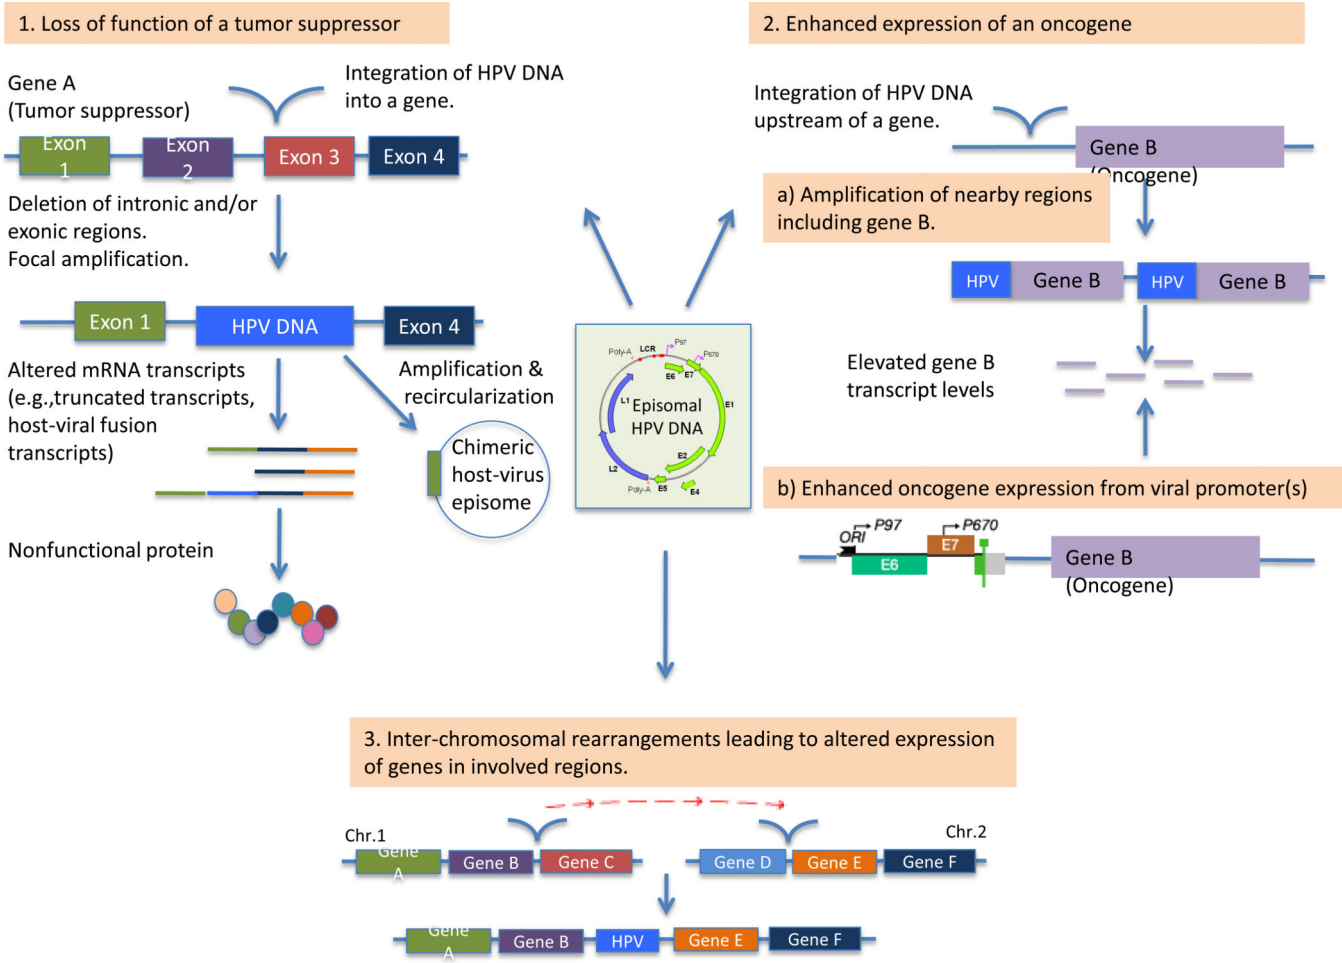 1. Loss of function of a tumor suppressor
Gene A
(Tumor suppressor)
Integration of HPV DNA
into a gene.
Exon
1
Exon
2
Exon 3
Exon 4
Deletion of intronic and/or
exonic regions.
Focal amplification.
Exon 1
HPV DNA
Exon 4
Altered mRNA transcripts
(e.g.,truncated transcripts,
host-viral fusion
transcripts)
Amplification &
recircularization
Chimeric
host-virus
episome
Nonfunctional protein
Poly-A
LCR
P97
P670
E6
E7
L1
E1
Episomal
HPV DNA
E2
L2
Poly-A
E5
E4
2. Enhanced expression of an oncogene
Integration of HPV DNA
upstream of a gene.
Gene B
(Oncogene)
a) Amplification of nearby regions
including gene B.
HPV
Gene B
HPV
Gene B
Elevated gene B
transcript levels
b) Enhanced oncogene expression from viral promoter(s)
ORI
P97
P670
E7
E6
Gene B
(Oncogene)
3. Inter-chromosomal rearrangements leading to altered expression
of genes in involved regions.
Chr.1
Chr.2
Gene
A
Gene B
Gene C
Gene D
Gene E
Gene F
Gene
A
Gene B
HPV
Gene E
Gene F